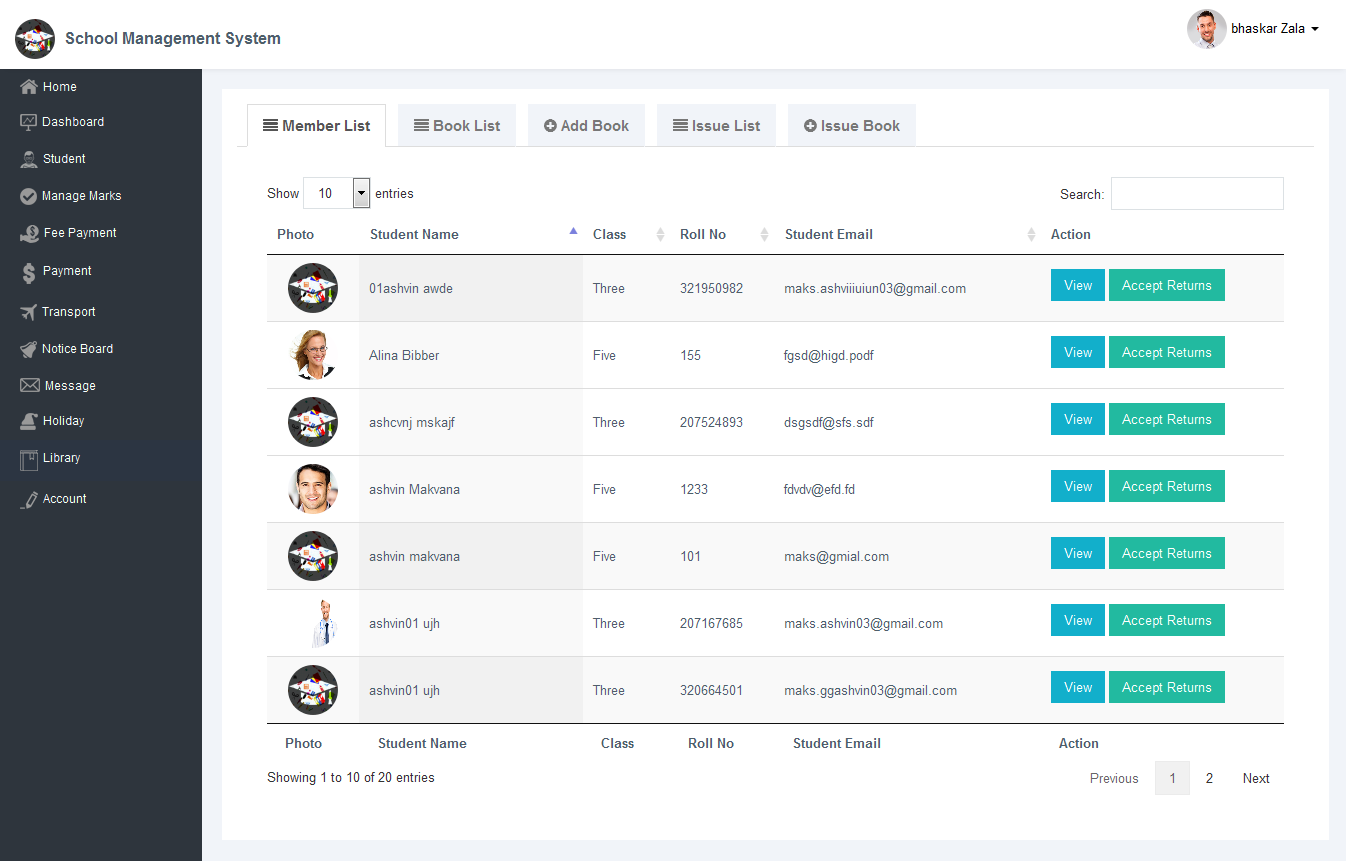 School Management System
bhaskar Zala
Home
Dashboard
Student
Manage Marks
Fee Payment
Payment
Transport
Notice Board
Message
Holiday
Library
Account
Member List Book List Add Book Issue List Issue Book
Show 10 entries Search:
Photo Student Name Class Roll No Student Email Action
01ashvin awde Three 321950982 maks.ashviiiuiun03@gmail.com View Accept Returns
Alina Bibber Five 155 fgsd@higd.podf View Accept Returns
ashcvnj mskajf Three 207524893 dsgsdf@sfs.sdf View Accept Returns
ashvin Makvana Five 1233 fdvdv@efd.fd View Accept Returns
ashvin makvana Five 101 maks@gmial.com View Accept Returns
ashvin01 ujh Three 207167685 maks.ashvin03@gmail.com View Accept Returns
ashvin01 ujh Three 320664501 maks.ggashvin03@gmail.com View Accept Returns
Photo Student Name Class Roll No Student Email Action
Showing 1 to 10 of 20 entries Previous 1 2 Next